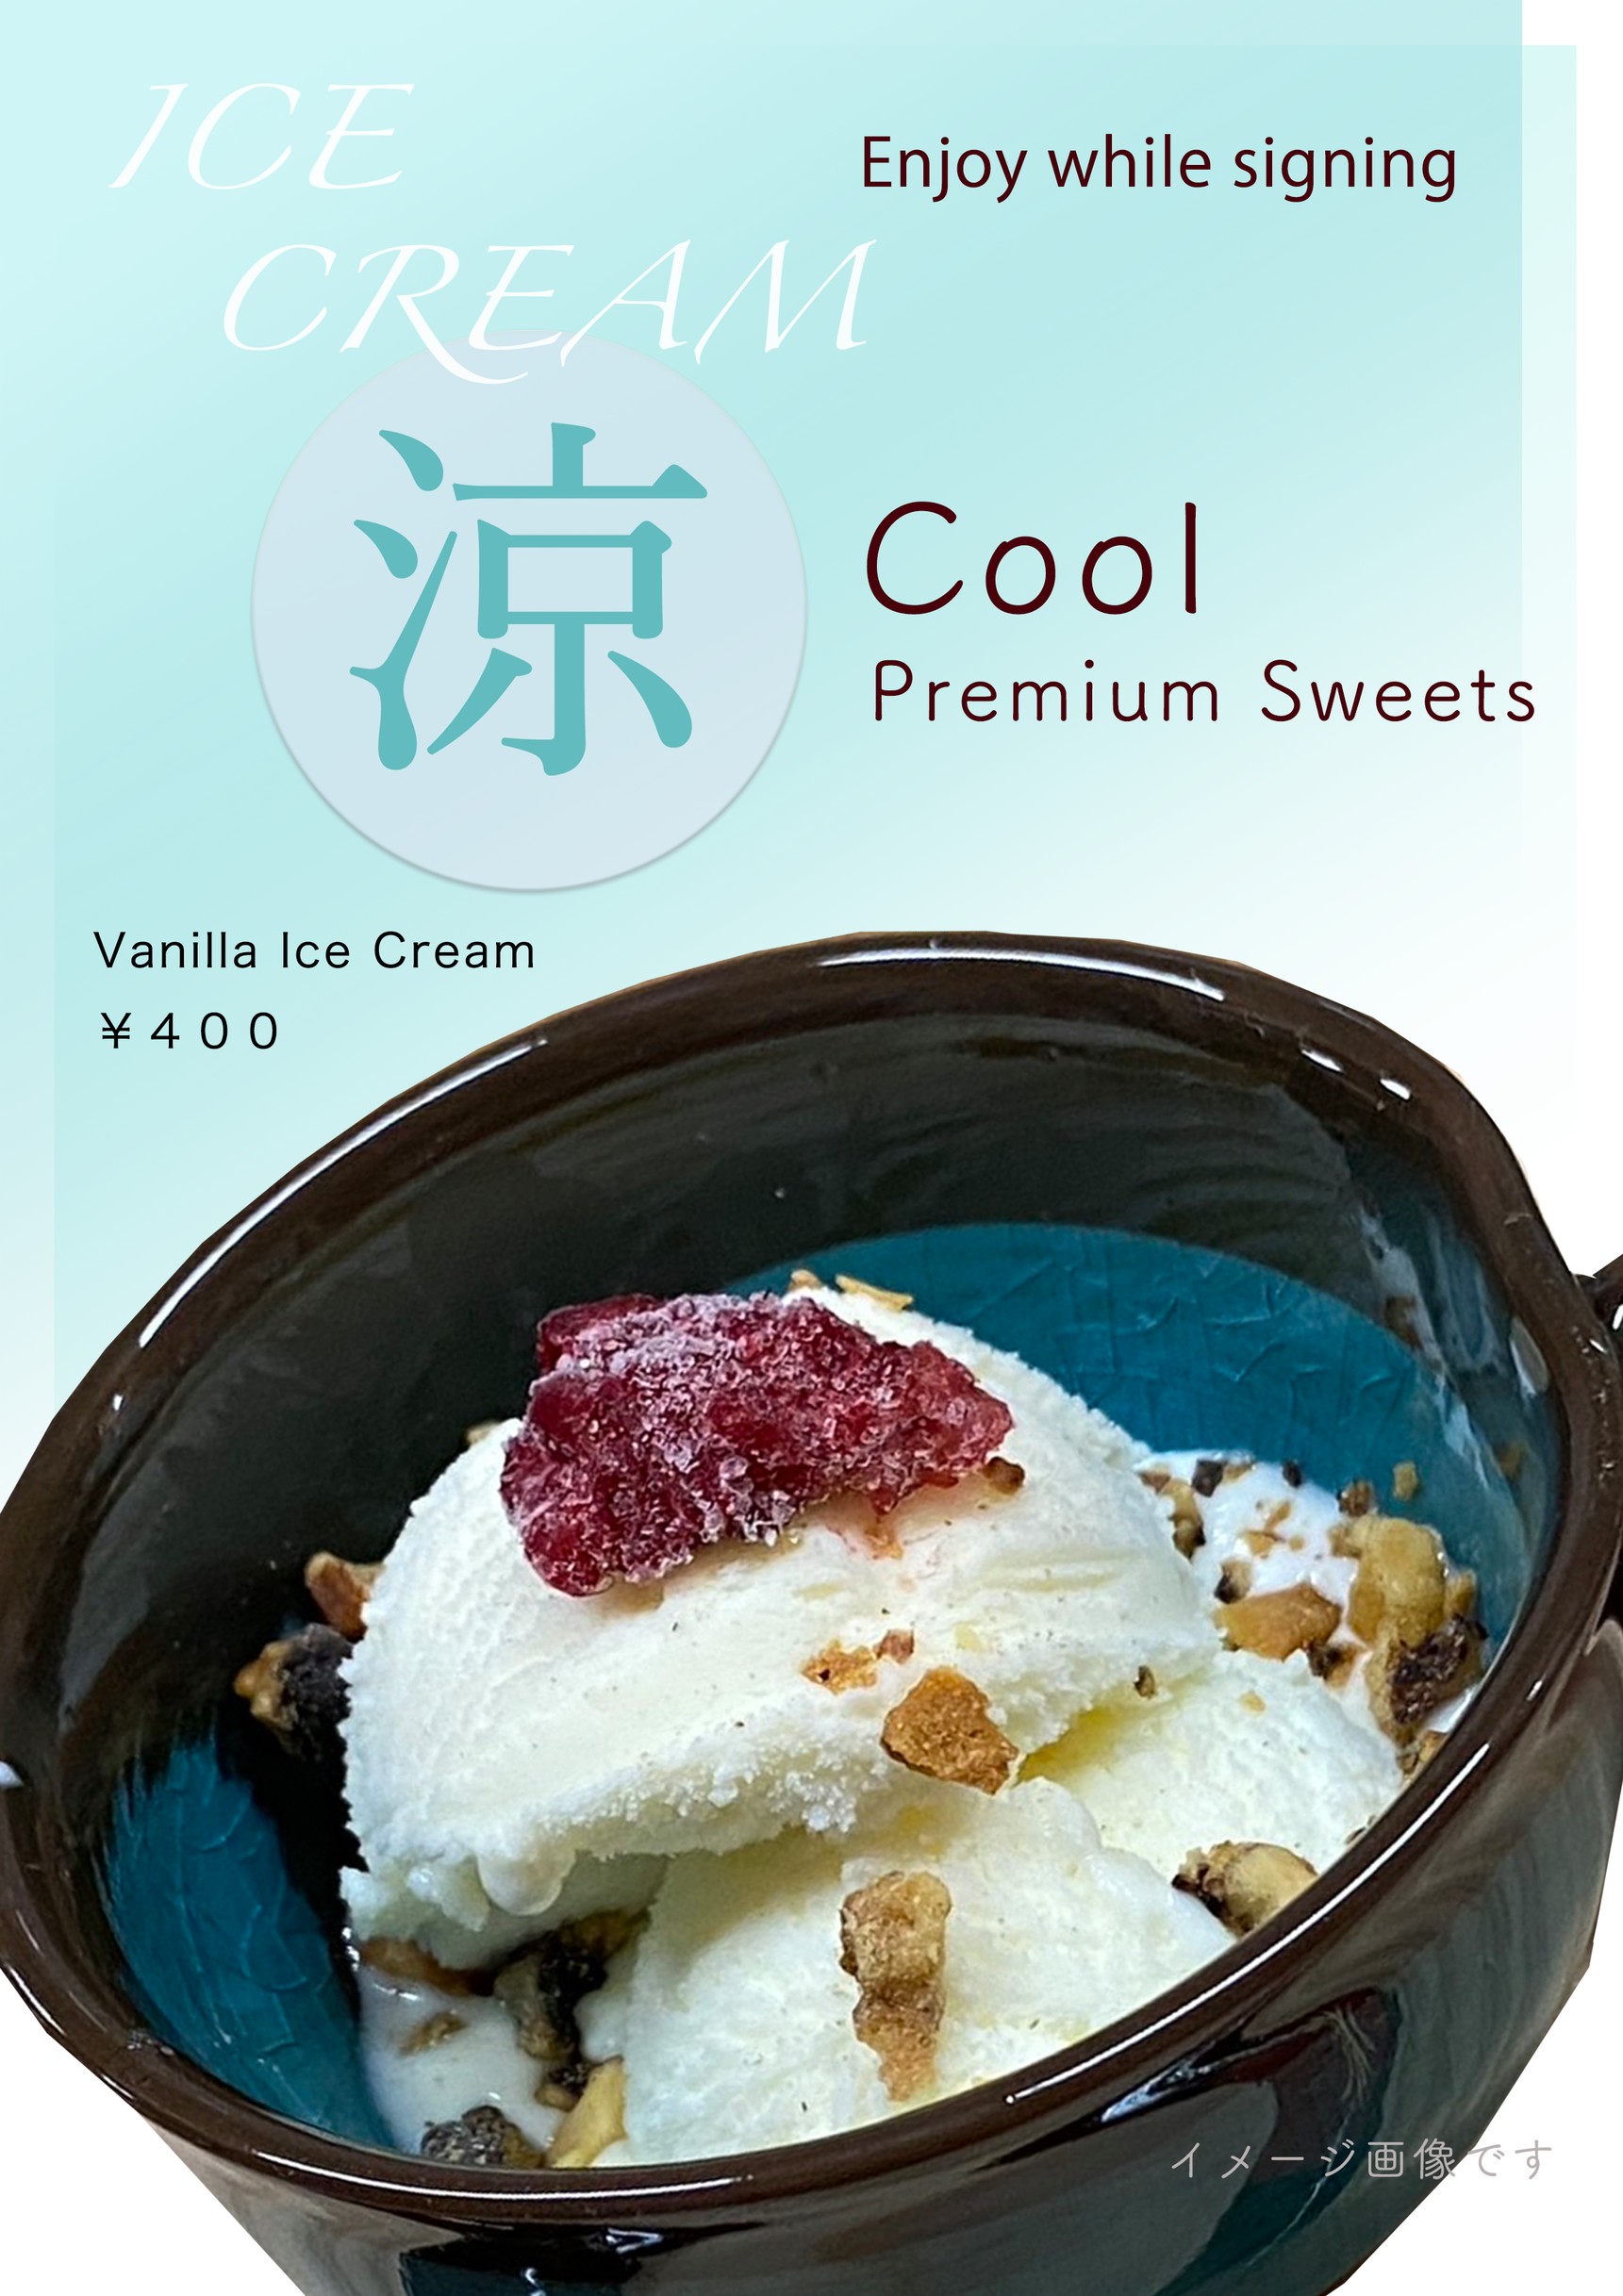 ICE
CREAM
Enjoy while signing
涼
Cool
Premium Sweets
Vanilla Ice Cream
¥400
イメージ画像です